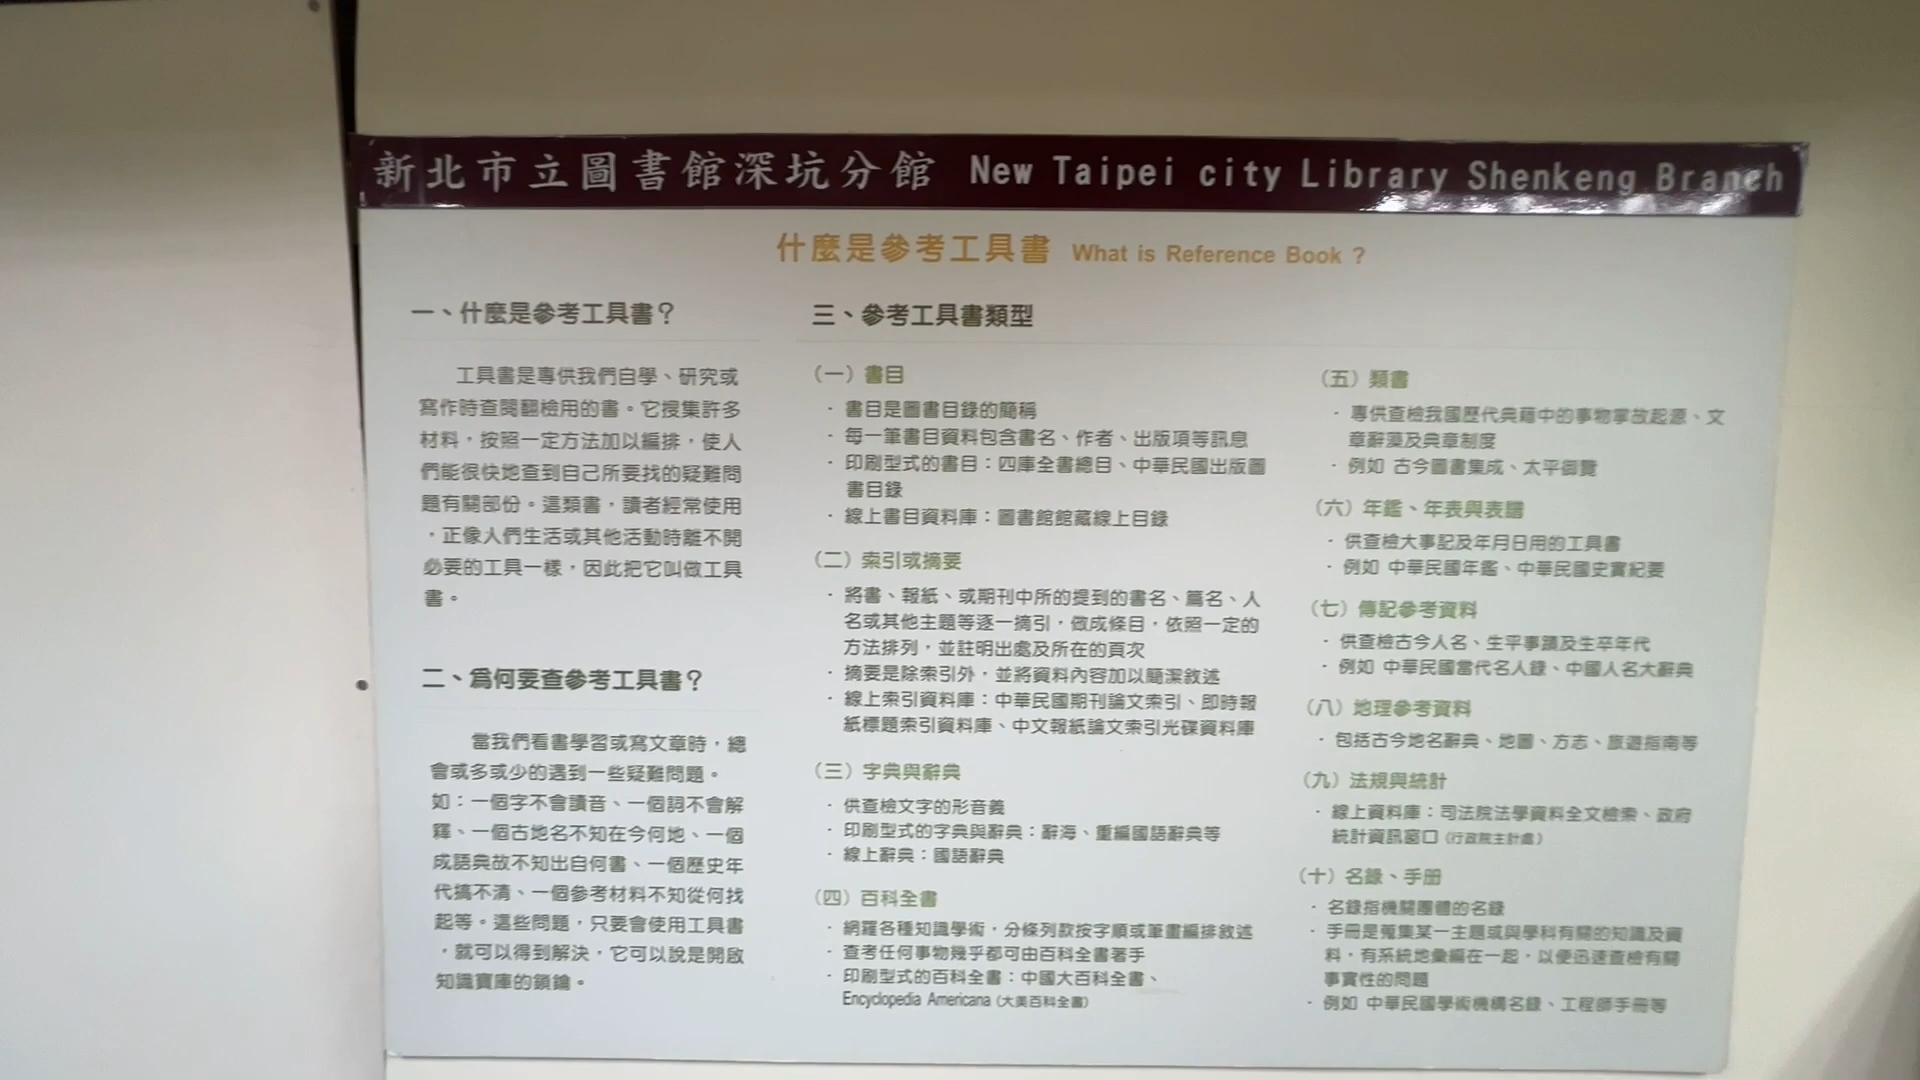 新北市立圖書館深坑分館 New Taipei city Library Shenkeng Branch
什麼是參考工具書 What is Reference Book ?
一、什麼是參考工具書？
工具書是專供我們自學、研究或
寫作時查閱翻檢用的書。它搜集許多
材料，按照一定方法加以編排，使人
們能很快地查到自己所要找的疑難問
題有關部份。這類書，讀者經常使用
，正像人們生活或其他活動時離不開
必要的工具一樣，因此把它叫做工具
書。
二、為何要查參考工具書？
當我們看書學習或寫文章時，總
會或多或少的遇到一些疑難問題。
如：一個字不會讀音、一個詞不會解
釋、一個古地名不知在今何地、一個
成語典故不知出自何書、一個歷史年
代搞不清、一個參考材料不知從何找
起等。這些問題，只要會使用工具書
，就可以得到解決，它可以說是開啟
知識寶庫的鎖鑰。
三、參考工具書類型
（一）書目
· 書目是圖書目錄的簡稱
· 每一筆書目資料包含書名、作者、出版項等訊息
· 印刷型式的書目：四庫全書總目、中華民國出版圖
書目錄
· 線上書目資料庫：圖書館館藏線上目錄
（二）索引或摘要
· 將書、報紙、或期刊中所的提到的書名、篇名、人
名或其他主題等逐一摘引，做成條目，依照一定的
方法排列，並註明出處及所在的頁次
· 摘要是除索引外，並將資料內容加以簡潔敘述
· 線上索引資料庫：中華民國期刊論文索引、即時報
紙標題索引資料庫、中文報紙論文索引光碟資料庫
（三）字典與辭典
· 供查檢文字的形音義
· 印刷型式的字典與辭典：辭海、重編國語辭典等
· 線上辭典：國語辭典
（四）百科全書
· 網羅各種知識學術，分條列款按字順或筆畫編排敘述
· 查考任何事物幾乎都可由百科全書著手
· 印刷型式的百科全書：中國大百科全書、
Encyclopedia Americana (大美百科全書)
（五）類書
· 專供查檢我國歷代典藉中的事物掌故起源、文
章辭藻及典章制度
· 例如 古今圖書集成、太平御覽
（六）年鑑、年表與表譜
· 供查檢大事記及年月日用的工具書
· 例如 中華民國年鑑、中華民國史實紀要
（七）傳記參考資料
· 供查檢古今人名、生平事蹟及生卒年代
· 例如 中華民國當代名人錄、中國人名大辭典
（八）地理參考資料
· 包括古今地名辭典、地圖、方志、旅遊指南等
（九）法規與統計
· 線上資料庫：司法院法學資料全文檢索、政府
統計資訊窗口 (行政院主計處)
（十）名錄、手冊
· 名錄指機關團體的名錄
· 手冊是蒐集某一主題或與學科有關的知識及資
料，有系統地彙編在一起，以便迅速查檢有關
事實性的問題
· 例如 中華民國學術機構名錄、工程師手冊等